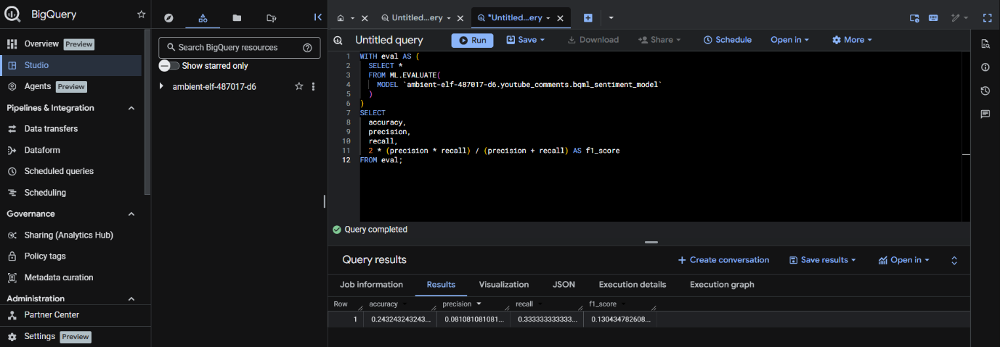 BigQuery
Overview Preview
Studio
Agents Preview
Pipelines & Integration
Data transfers
Dataform
Scheduled queries
Scheduling
Governance
Sharing (Analytics Hub)
Policy tags
Metadata curation
Administration
Partner Center
Settings Preview
Search BigQuery resources
Show starred only
ambient-elf-487017-d6
Untitled...ery
*Untitled...ery
Untitled query
Run
Save
Download
Share
Schedule
Open in
More
1 WITH eval AS (
2 SELECT *
3 FROM ML.EVALUATE(
4 MODEL `ambient-elf-487017-d6.youtube_comments.bqml_sentiment_model`
5 )
6 )
7 SELECT
8 accuracy,
9 precision,
10 recall,
11 2 * (precision * recall) / (precision + recall) AS f1_score
12 FROM eval;
Query completed
Query results
Create conversation
Save results
Open in
Job information
Results
Visualization
JSON
Execution details
Execution graph
Row accuracy precision recall f1_score
1 0.243243243243... 0.081081081081... 0.333333333333... 0.130434782608...